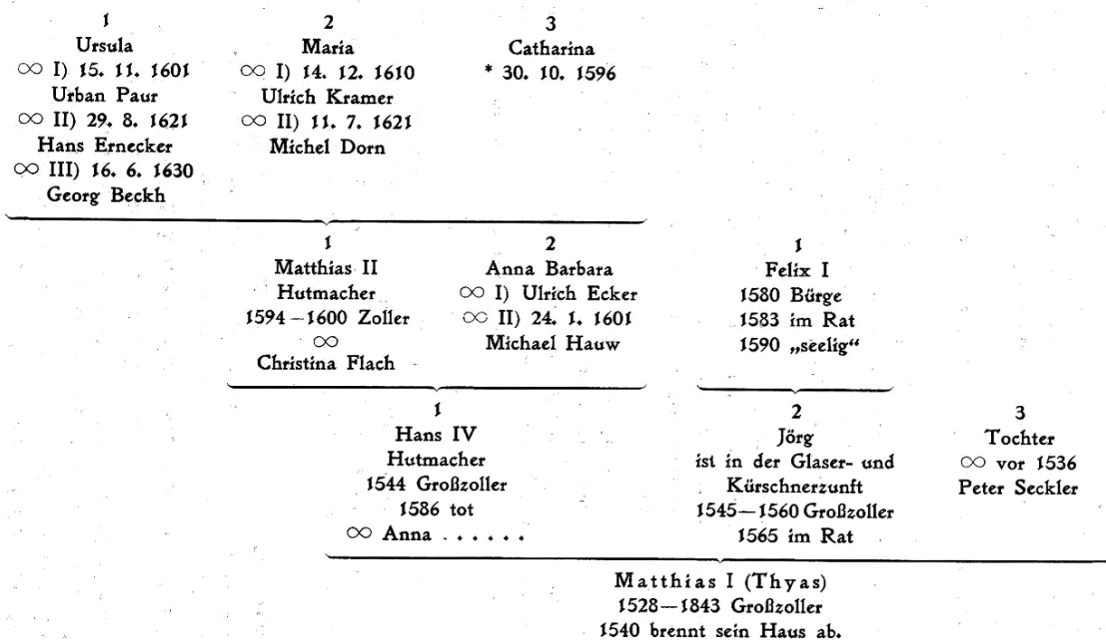 1
Ursula
∞ I) 15. 11. 1601
Urban Paur
∞ II) 29. 8. 1621
Hans Ernecker
∞ III) 16. 6. 1630
Georg Beckh
2
Maria
∞ I) 14. 12. 1610
Ulrich Kramer
∞ II) 11. 7. 1621
Michel Dorn
3
Catharina
* 30. 10. 1596
1
Matthias II
Hutmacher
1594—1600 Zoller
∞
Christina Flach
2
Anna Barbara
∞ I) Ulrich Ecker
∞ II) 24. 1. 1601
Michael Hauw
1
Felix I
1580 Bürge
1583 im Rat
1590 „seelig“
1
Hans IV
Hutmacher
1544 Großzoller
1586 tot
∞ Anna . . . . . .
2
Jörg
ist in der Glaser- und
Kürschnerzunft
1545—1560 Großzoller
1565 im Rat
3
Tochter
∞ vor 1536
Peter Seckler
Matthias I (Thyas)
1528—1843 Großzoller
1540 brennt sein Haus ab.